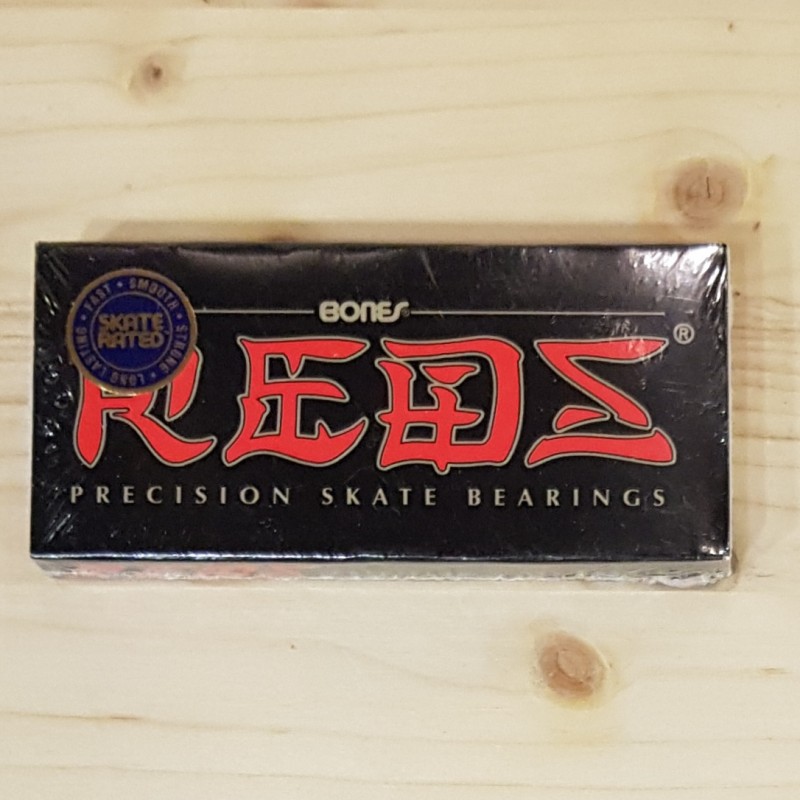 BONES
REDS®
PRECISION SKATE BEARINGS
FAST • SMOOTH • STRONG • LONG LASTING •
SKATE
RATED